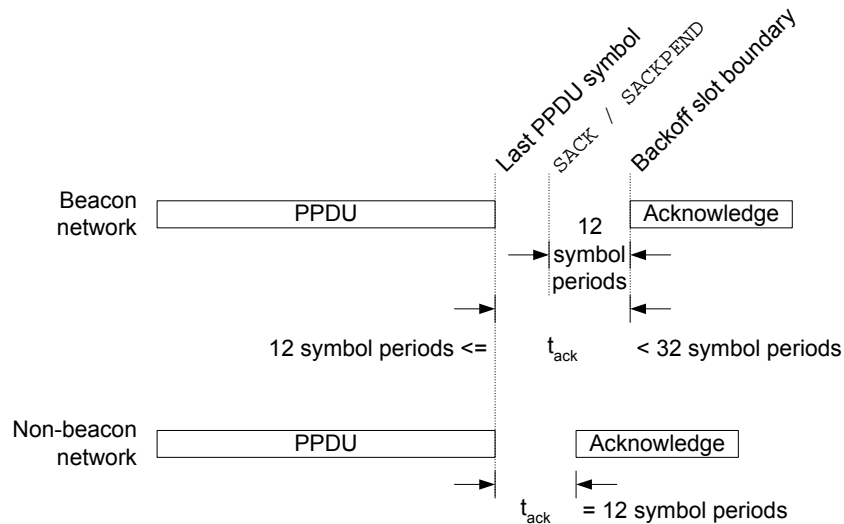 Last PPDU symbol
SACK / SACKPEND
Backoff slot boundary
Beacon
network
PPDU
Acknowledge
12
symbol
periods
12 symbol periods <= t_ack < 32 symbol periods
Non-beacon
network
PPDU
Acknowledge
t_ack = 12 symbol periods